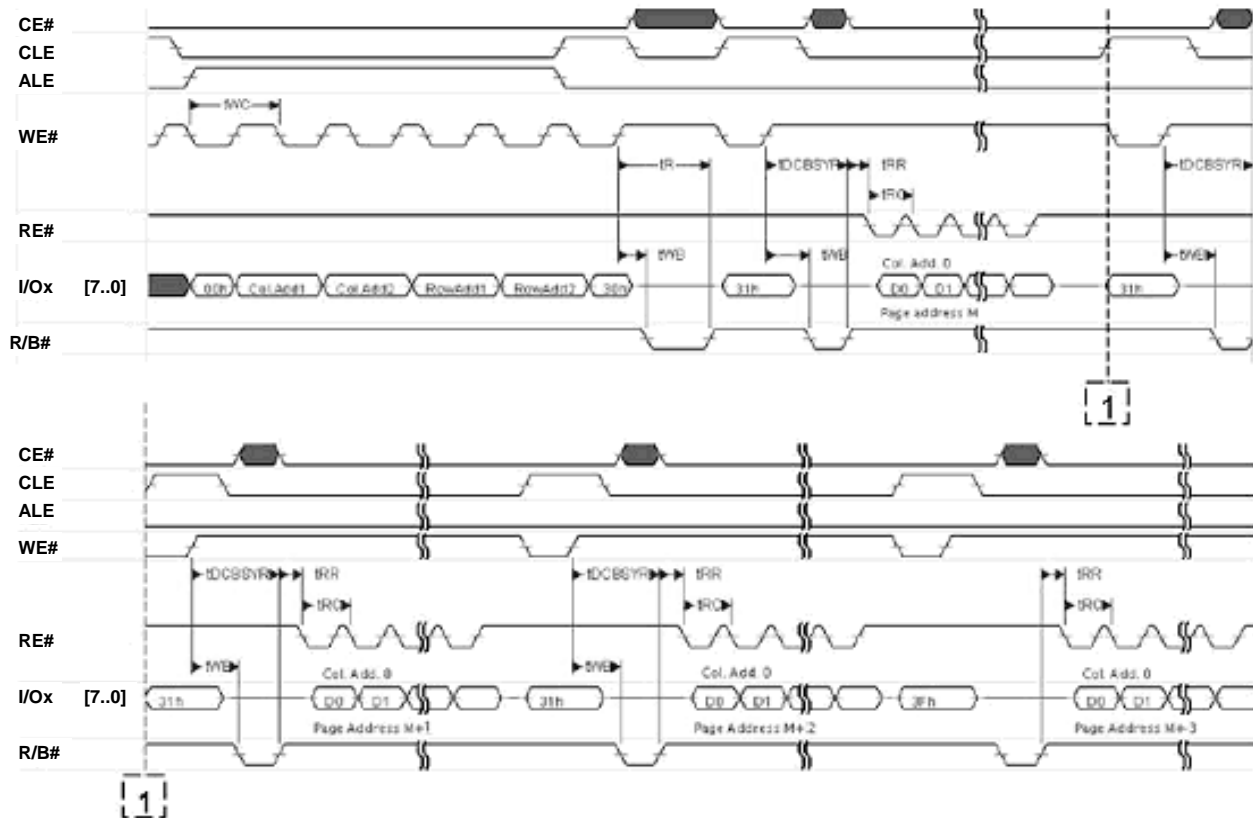 CE#
CLE
ALE
tWC
WE#
tR
tDCBSYR
tRR
tDCBSYR
tRC
RE#
tWB
tWB
tWB
Col. Add. 0
I/Ox [7..0]
00h
Col.Add1
Col.Add2
RowAdd1
RowAdd2
30h
31h
D0
D1
31h
Page address M
R/B#
1
CE#
CLE
ALE
WE#
tDCBSYR
tRR
tDCBSYR
tRR
tRR
tRC
tRC
tRC
RE#
tWB
tWB
Col. Add. 0
Col. Add. 0
Col. Add. 0
I/Ox [7..0]
31h
D0
D1
31h
D0
D1
3Fh
D0
D1
Page Address M+1
Page Address M+2
Page Address M+3
R/B#
1